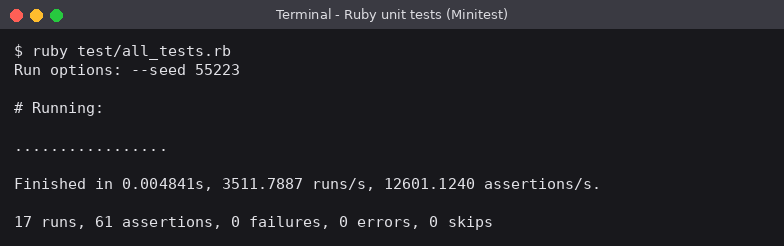 Terminal - Ruby unit tests (Minitest)
$ ruby test/all_tests.rb
Run options: --seed 55223
# Running:
.................
Finished in 0.004841s, 3511.7887 runs/s, 12601.1240 assertions/s.
17 runs, 61 assertions, 0 failures, 0 errors, 0 skips